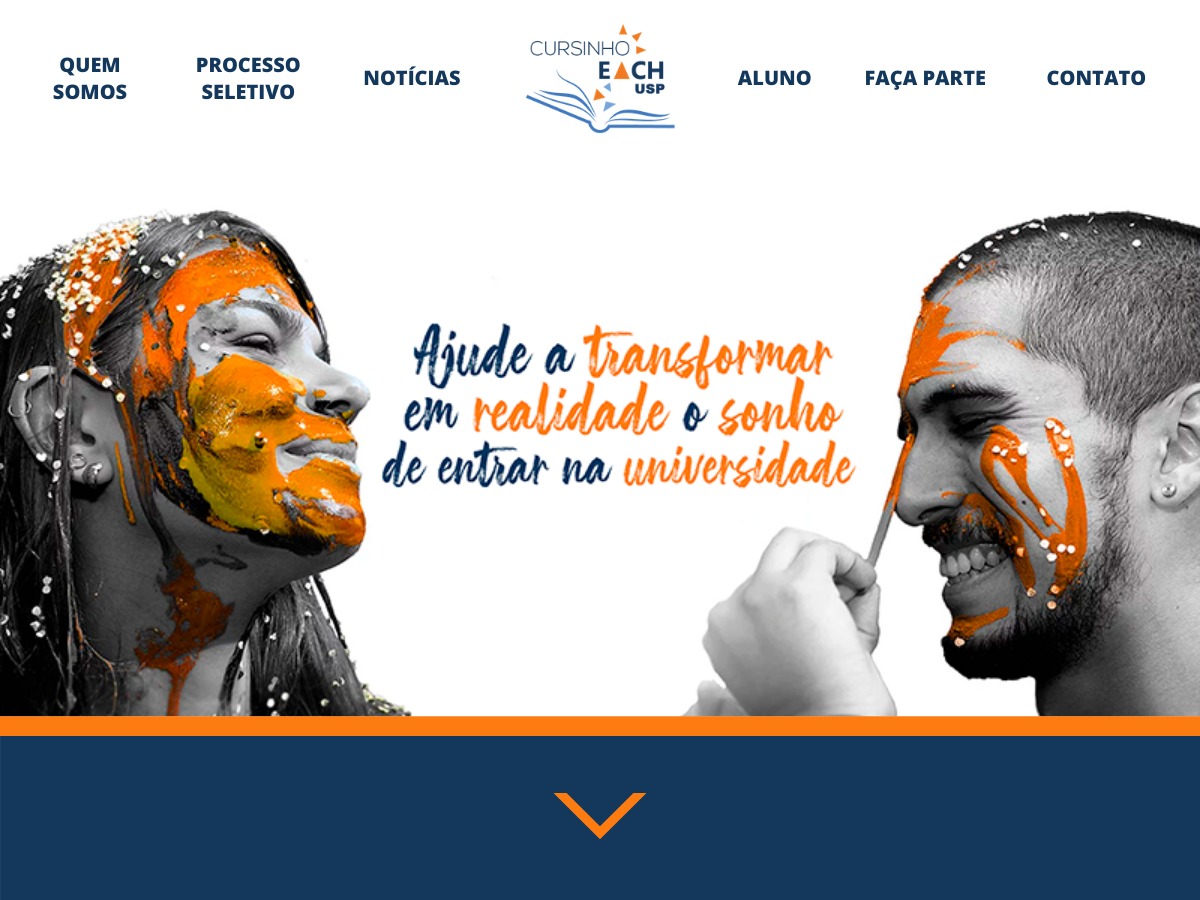 QUEM
SOMOS
PROCESSO
SELETIVO
NOTÍCIAS
CURSINHO
EACH
USP
ALUNO
FAÇA PARTE
CONTATO
Ajude a transformar
em realidade o sonho
de entrar na universidade